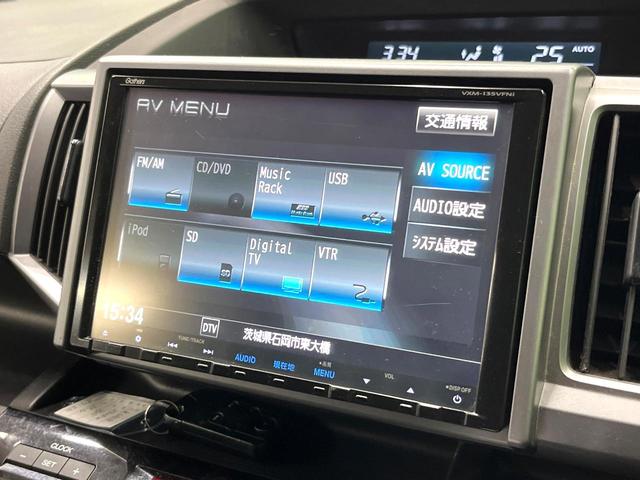 3:34
25
AUTO
Gathers
VXM-135VFNi
AV MENU
交通情報
FM/AM
CD/DVD
Music Rack
USB
AV SOURCE
iPod
SD
Digital TV
VTR
AUDIO設定
システム設定
15:34
DTV
茨城県石岡市東大橋
TUNE/TRACK
AUDIO
現在地
MENU
VOL
DISP OFF
CLOCK
− SET +